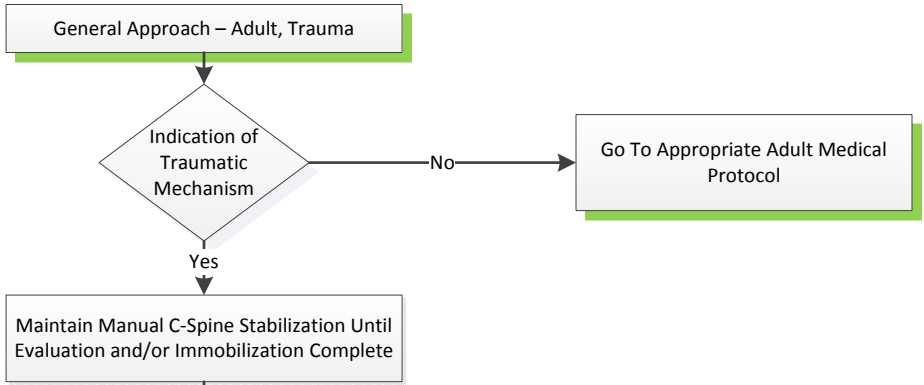 General Approach – Adult, Trauma
Indication of
Traumatic
Mechanism
No
Go To Appropriate Adult Medical
Protocol
Yes
Maintain Manual C-Spine Stabilization Until
Evaluation and/or Immobilization Complete